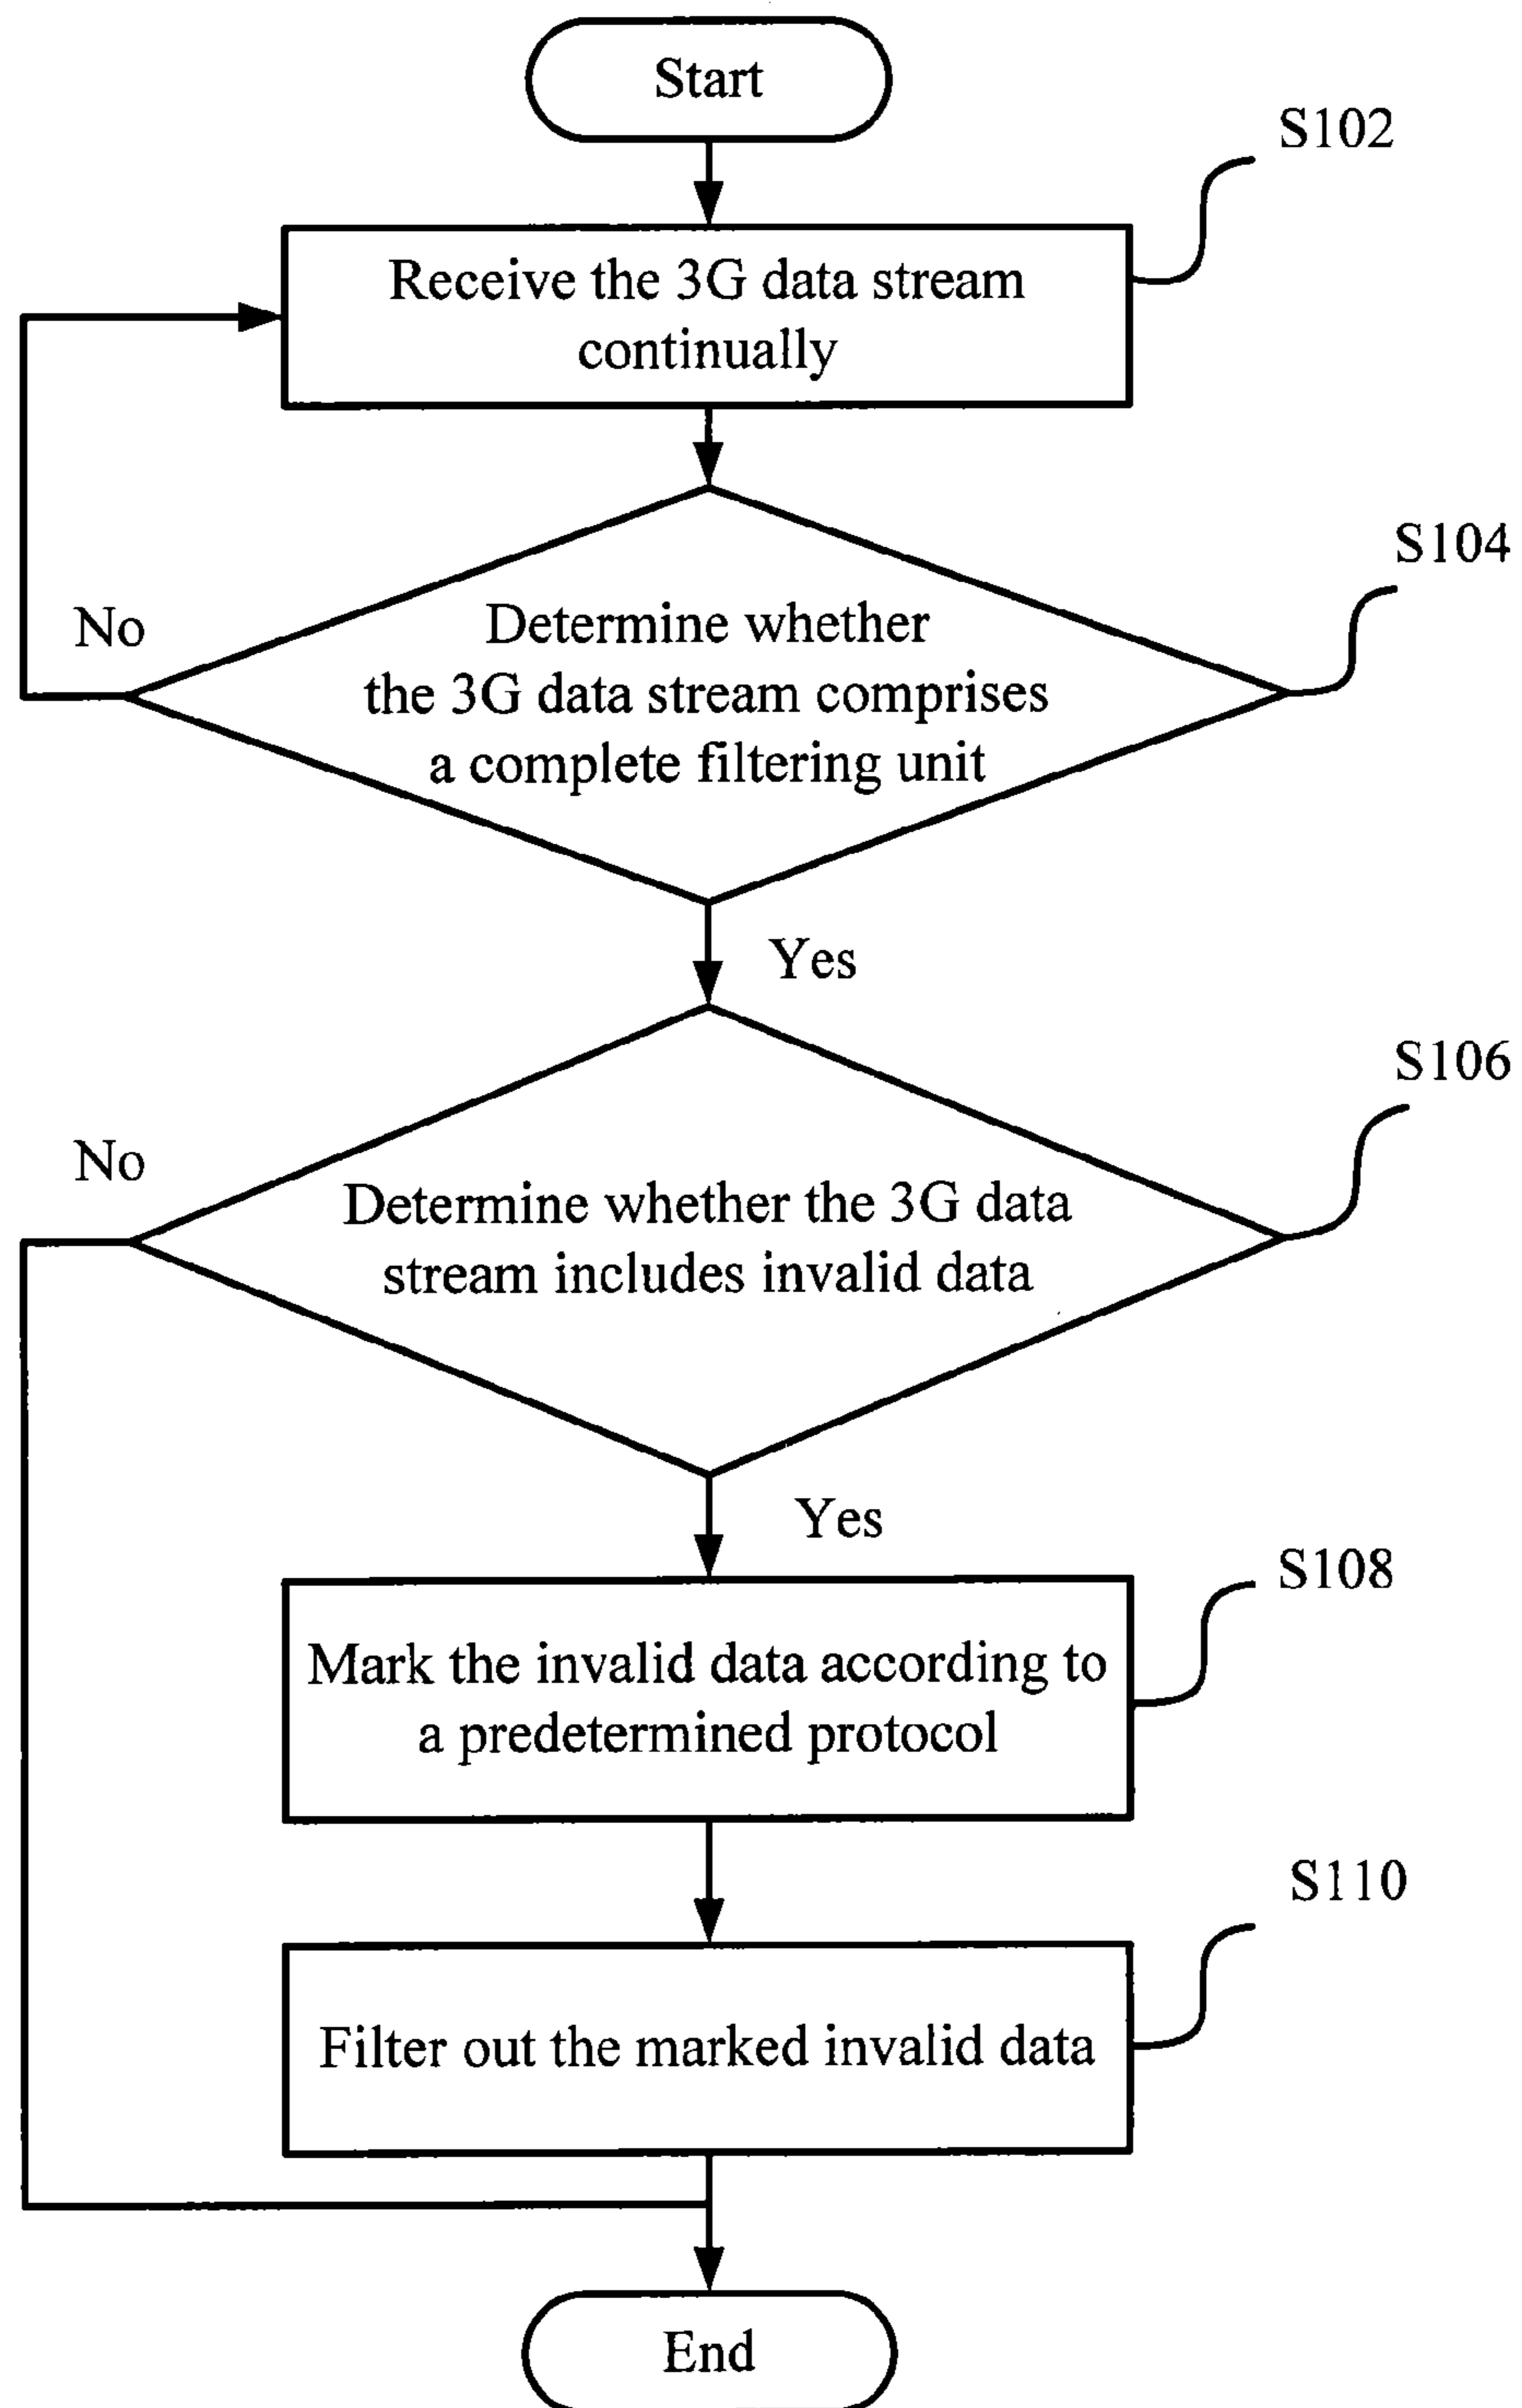 Start
S102
Receive the 3G data stream
continually
S104
No
Determine whether
the 3G data stream comprises
a complete filtering unit
Yes
S106
No
Determine whether the 3G data
stream includes invalid data
Yes
S108
Mark the invalid data according to
a predetermined protocol
S110
Filter out the marked invalid data
End